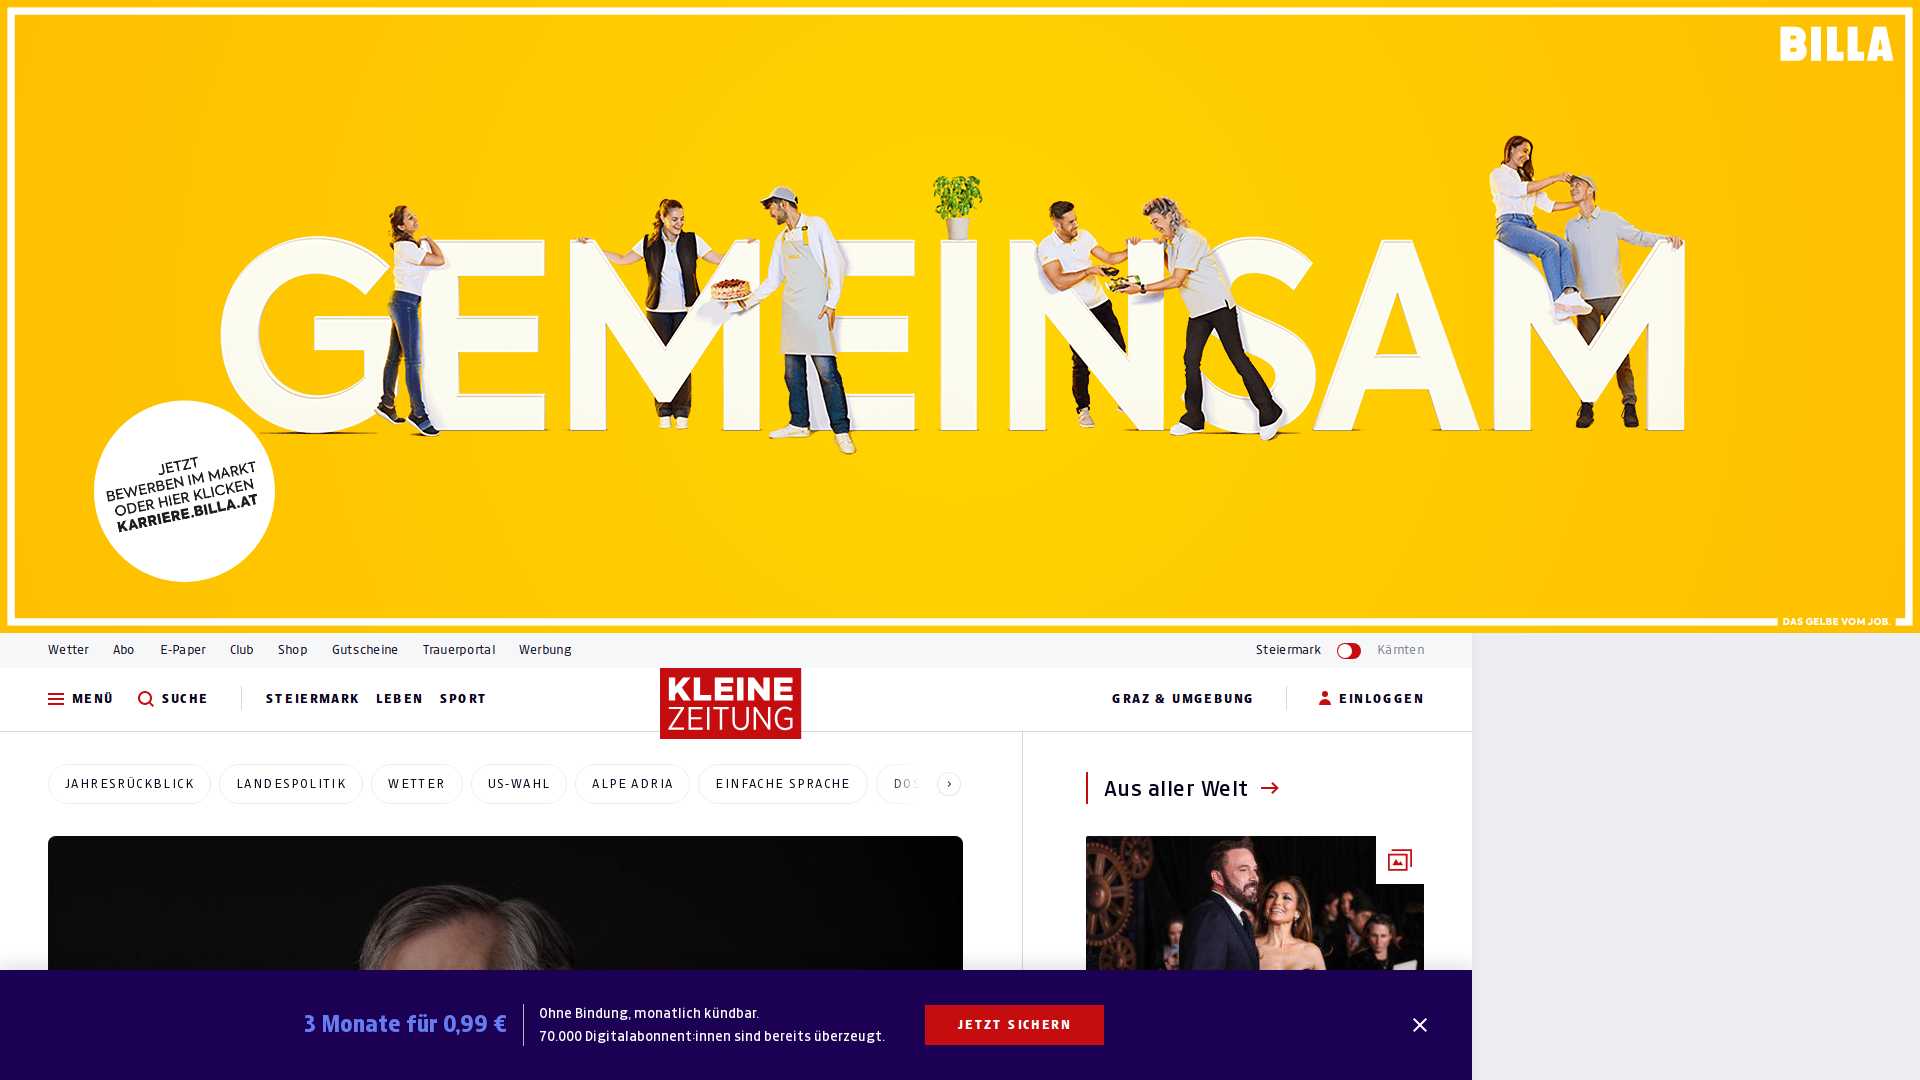 BILLA
GEMEINSAM
JETZT
BEWERBEN IM MARKT
ODER HIER KLICKEN
KARRIERE.BILLA.AT
DAS GELBE VOM JOB.
Wetter Abo E-Paper Club Shop Gutscheine Trauerportal Werbung Steiermark Kärnten
MENÜ SUCHE STEIERMARK LEBEN SPORT KLEINE ZEITUNG GRAZ & UMGEBUNG EINLOGGEN
JAHRESRÜCKBLICK LANDESPOLITIK WETTER US-WAHL ALPE ADRIA EINFACHE SPRACHE
Aus aller Welt
3 Monate für 0,99 €
Ohne Bindung, monatlich kündbar.
70.000 Digitalabonnent:innen sind bereits überzeugt.
JETZT SICHERN